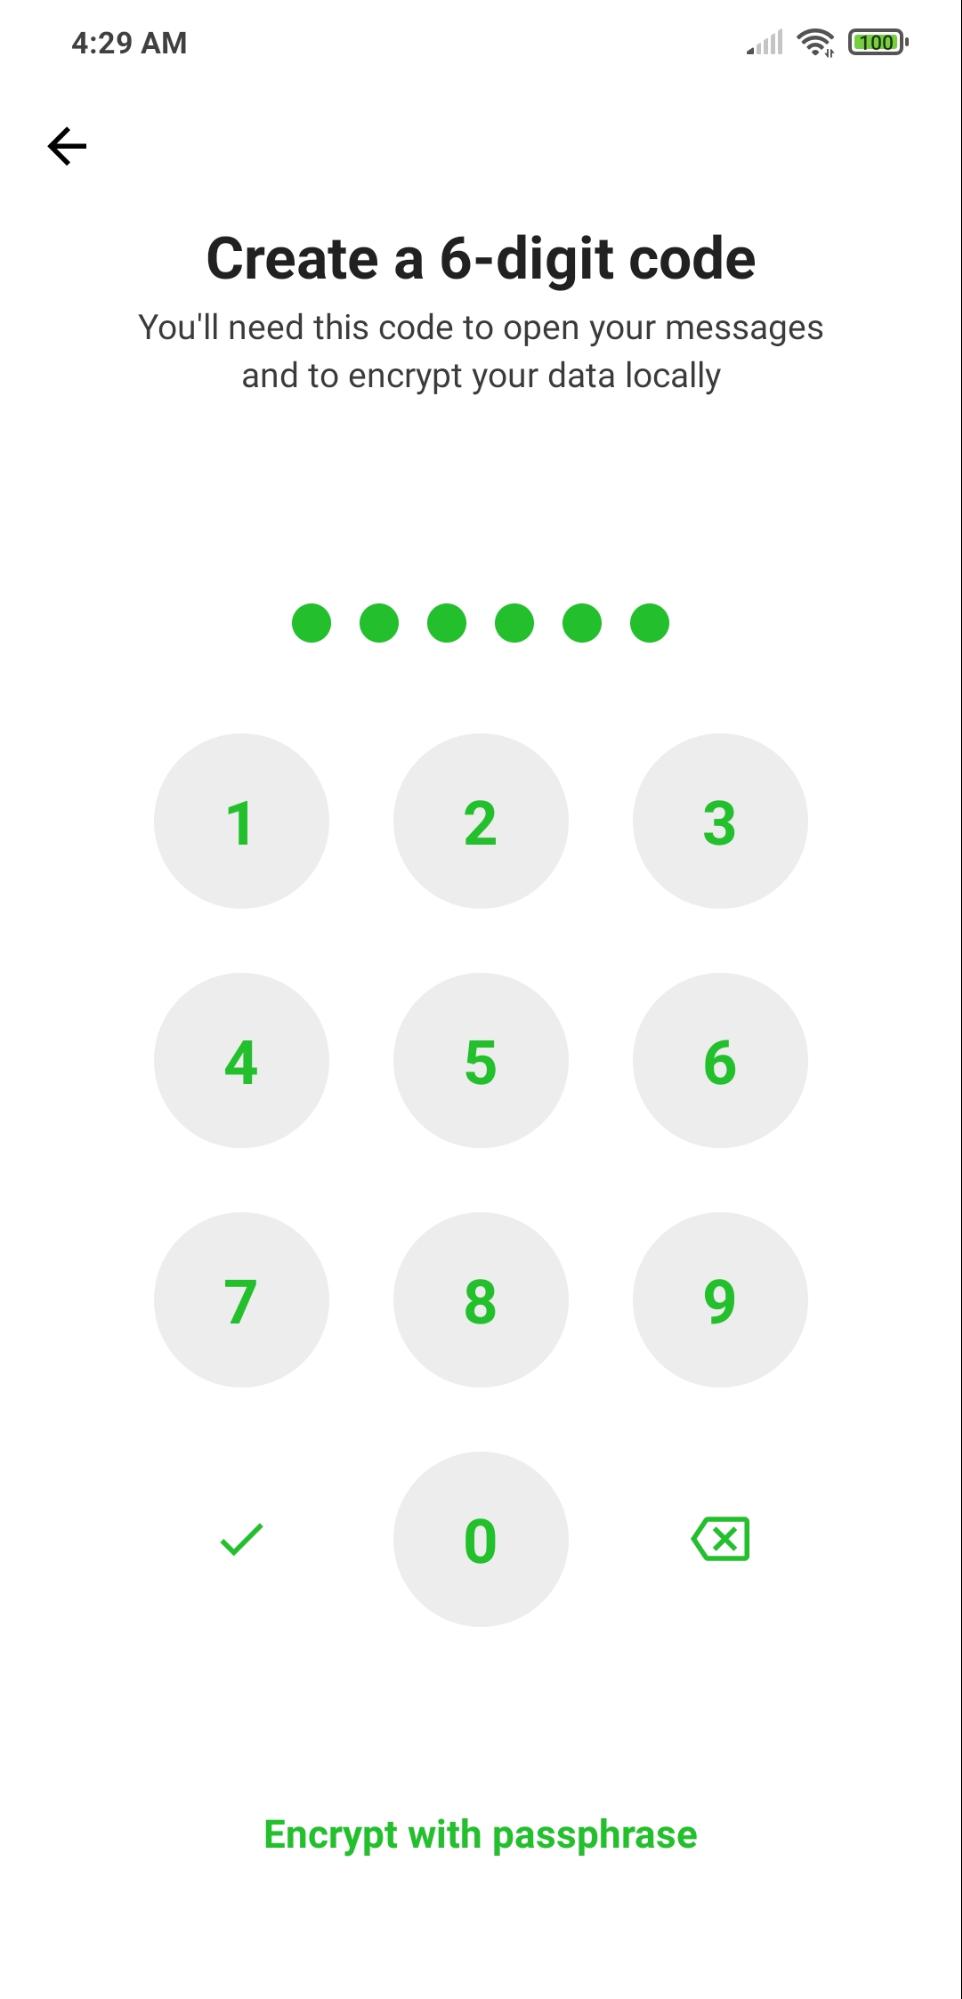 4:29 AM
100
Create a 6-digit code
You'll need this code to open your messages
and to encrypt your data locally
1 2 3
4 5 6
7 8 9
0
Encrypt with passphrase